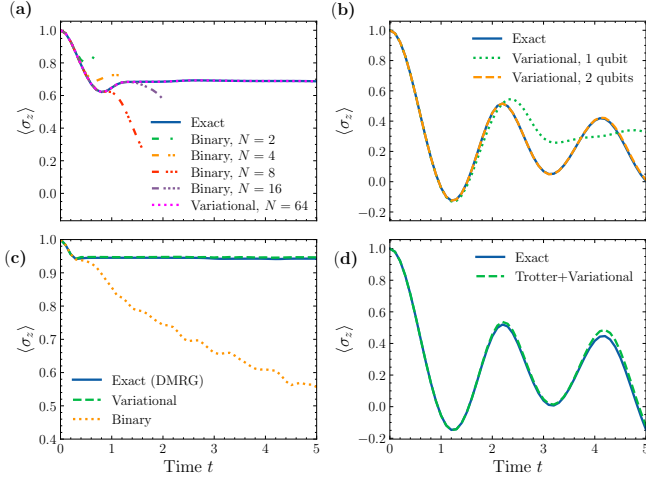 (a)
1.0
0.8
0.6
0.4
0.2
0.0
⟨σz⟩
Exact
Binary, N = 2
Binary, N = 4
Binary, N = 8
Binary, N = 16
Variational, N = 64
(b)
1.0
0.8
0.6
0.4
0.2
0.0
−0.2
⟨σz⟩
Exact
Variational, 1 qubit
Variational, 2 qubits
(c)
1.0
0.9
0.8
0.7
0.6
0.5
0.4
⟨σz⟩
Exact (DMRG)
Variational
Binary
0 1 2 3 4 5
Time t
(d)
1.0
0.8
0.6
0.4
0.2
0.0
−0.2
⟨σz⟩
Exact
Trotter+Variational
0 1 2 3 4 5
Time t